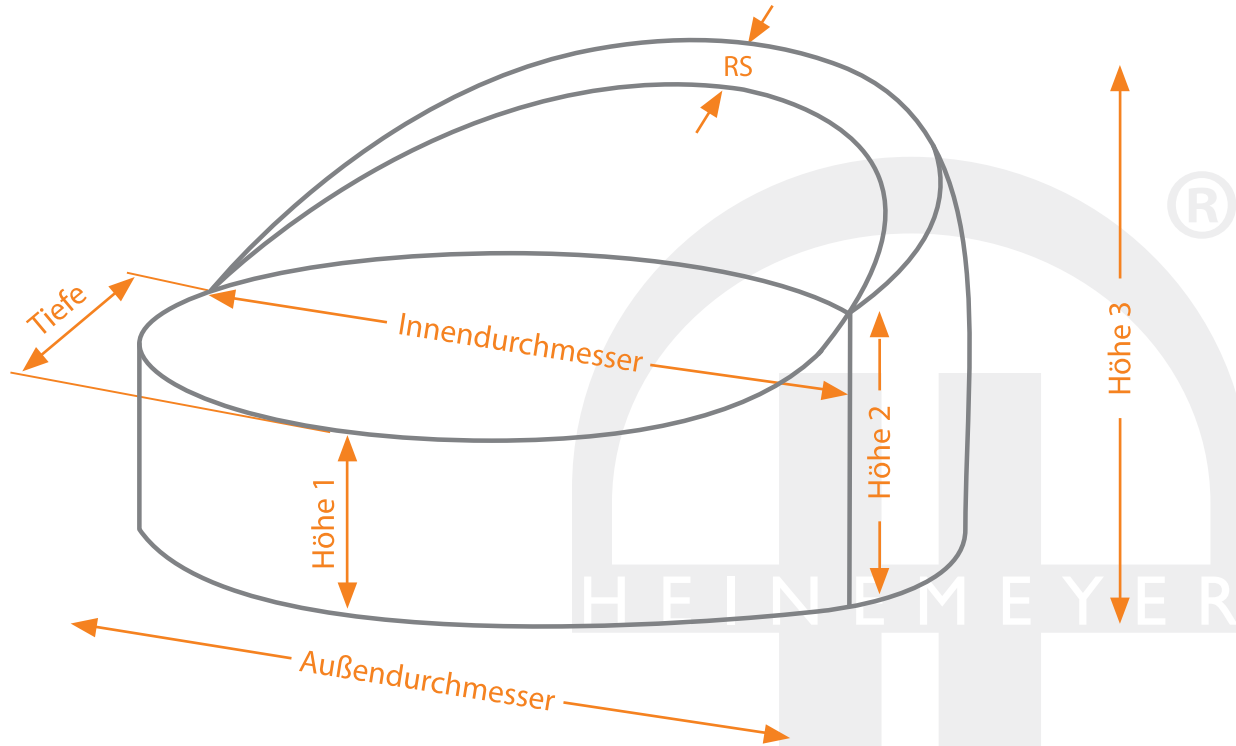 RS
®
Tiefe
Innendurchmesser
Höhe 3
Höhe 2
Höhe 1
HEINEMEYER
Außendurchmesser